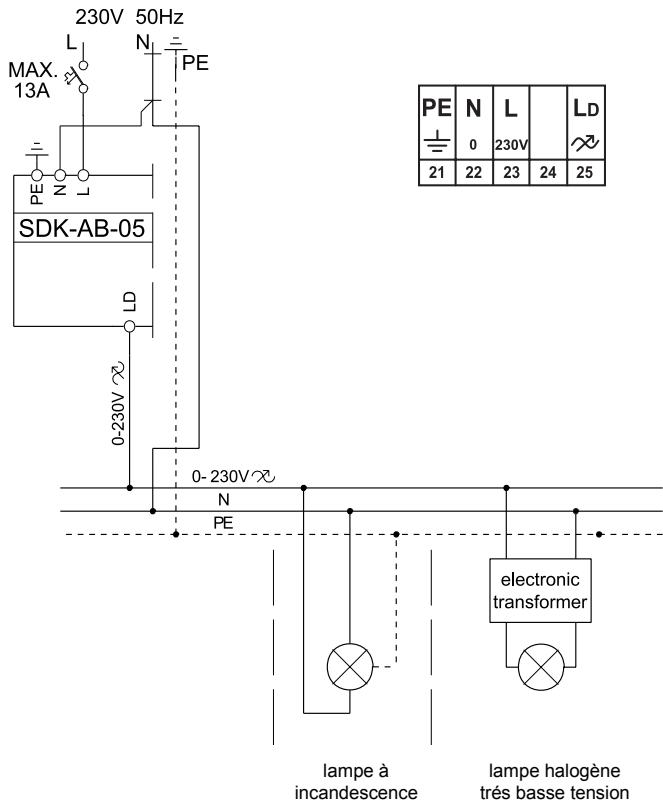 230V 50Hz
L N
PE
MAX.
13A
PE N L LD
0 230V
21 22 23 24 25
PE N L
SDK-AB-05
LD
0-230V
0- 230V
N
PE
electronic
transformer
lampe à
incandescence
lampe halogène
trés basse tension